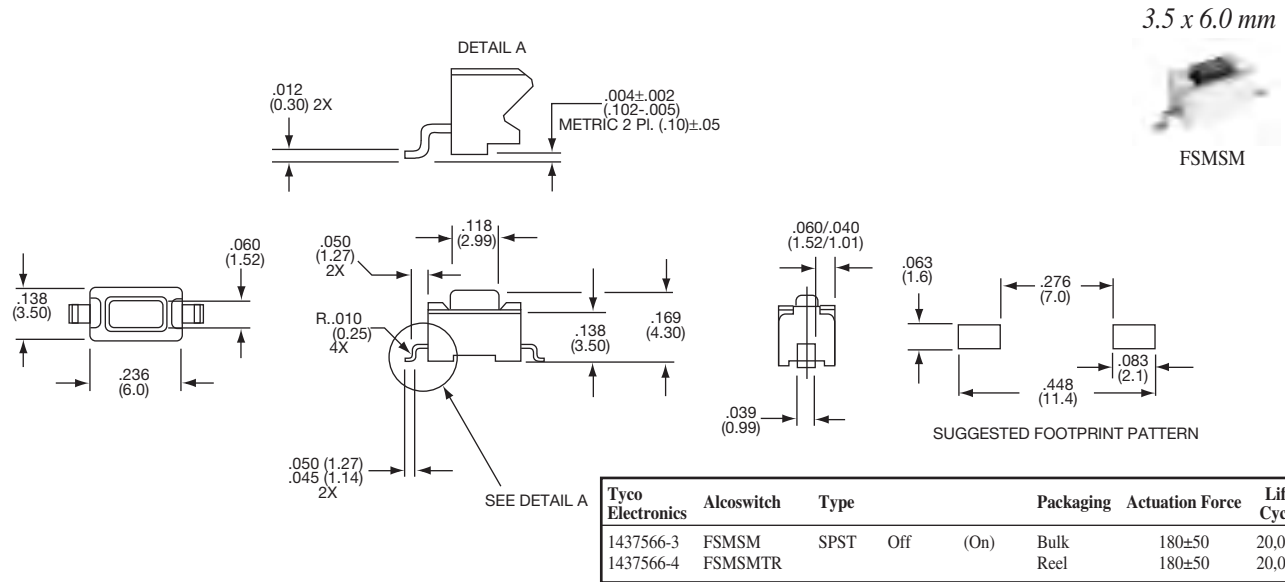 3.5 x 6.0 mm
FSMSM
DETAIL A
.012
(0.30) 2X
.004±.002
(.102-.005)
METRIC 2 Pl. (.10)±.05
.138
(3.50)
.060
(1.52)
.236
(6.0)
.050
(1.27)
2X
.118
(2.99)
R..010
(0.25)
4X
.138
(3.50)
.169
(4.30)
.050 (1.27)
.045 (1.14)
2X
SEE DETAIL A
.060/.040
(1.52/1.01)
.039
(0.99)
.063
(1.6)
.276
(7.0)
.083
(2.1)
.448
(11.4)
SUGGESTED FOOTPRINT PATTERN
Tyco Electronics Alcoswitch Type Packaging Actuation Force
1437566-3 FSMSM SPST Off (On) Bulk 180±50
1437566-4 FSMSMTR Reel 180±50